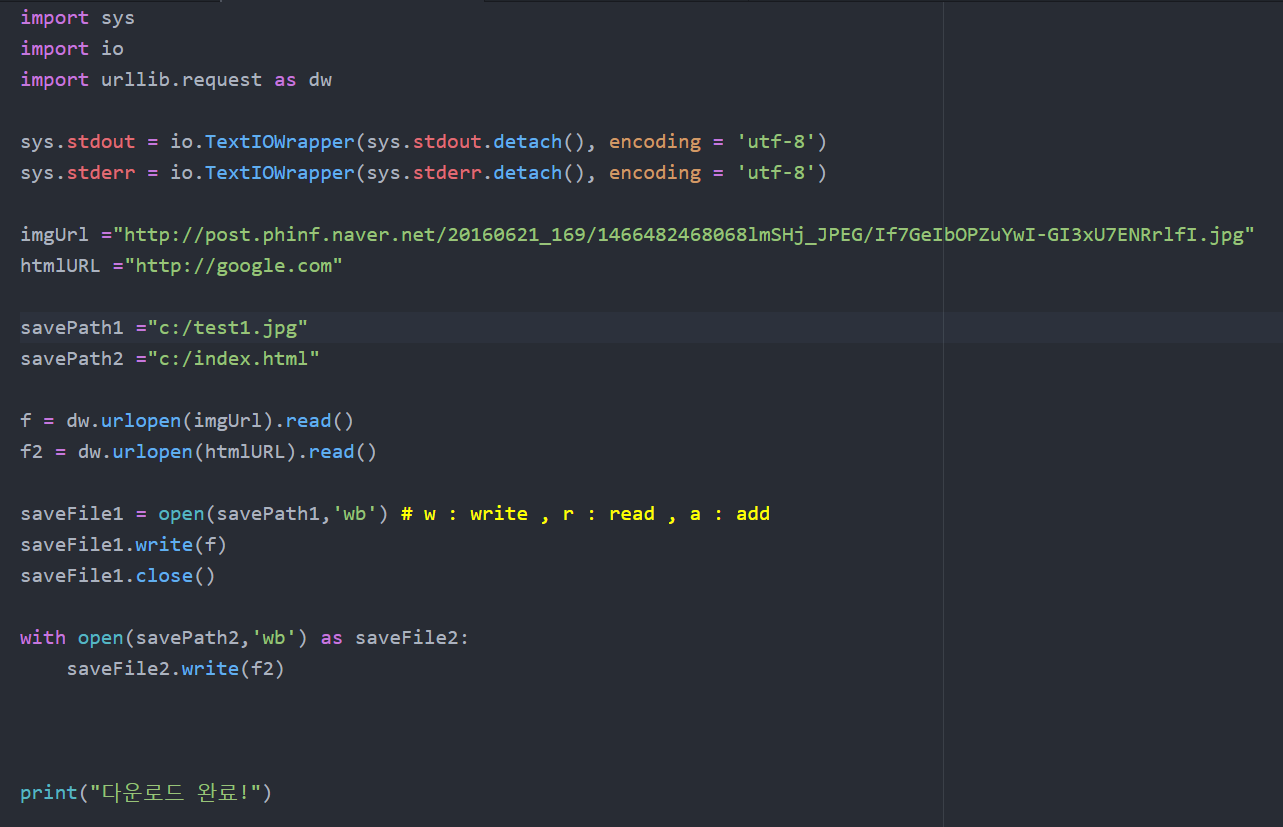 import sys
import io
import urllib.request as dw
sys.stdout = io.TextIOWrapper(sys.stdout.detach(), encoding = 'utf-8')
sys.stderr = io.TextIOWrapper(sys.stderr.detach(), encoding = 'utf-8')
imgUrl ="http://post.phinf.naver.net/20160621_169/1466482468068lmSHj_JPEG/If7GeIbOPZuYwI-GI3xU7ENRrlfI.jpg"
htmlURL ="http://google.com"
savePath1 ="c:/test1.jpg"
savePath2 ="c:/index.html"
f = dw.urlopen(imgUrl).read()
f2 = dw.urlopen(htmlURL).read()
saveFile1 = open(savePath1,'wb') # w : write , r : read , a : add
saveFile1.write(f)
saveFile1.close()
with open(savePath2,'wb') as saveFile2:
    saveFile2.write(f2)
print("다운로드 완료!")